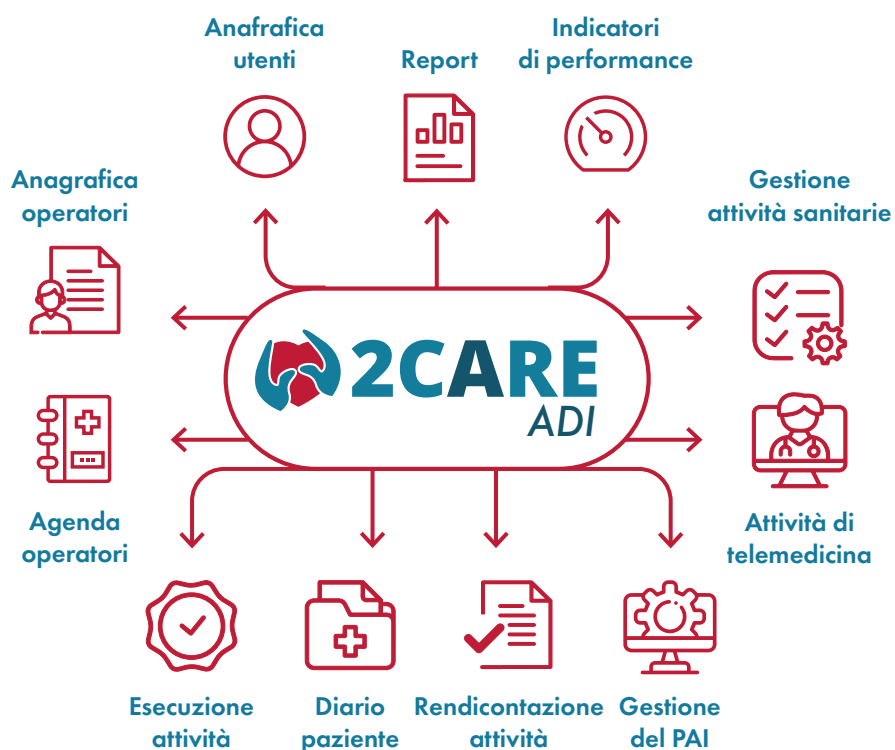 Anafrafica
utenti
Report
Indicatori
di performance
Anagrafica
operatori
Gestione
attività sanitarie
2CARE
ADI
Agenda
operatori
Attività di
telemedicina
Esecuzione
attività
Diario
paziente
Rendicontazione
attività
Gestione
del PAI